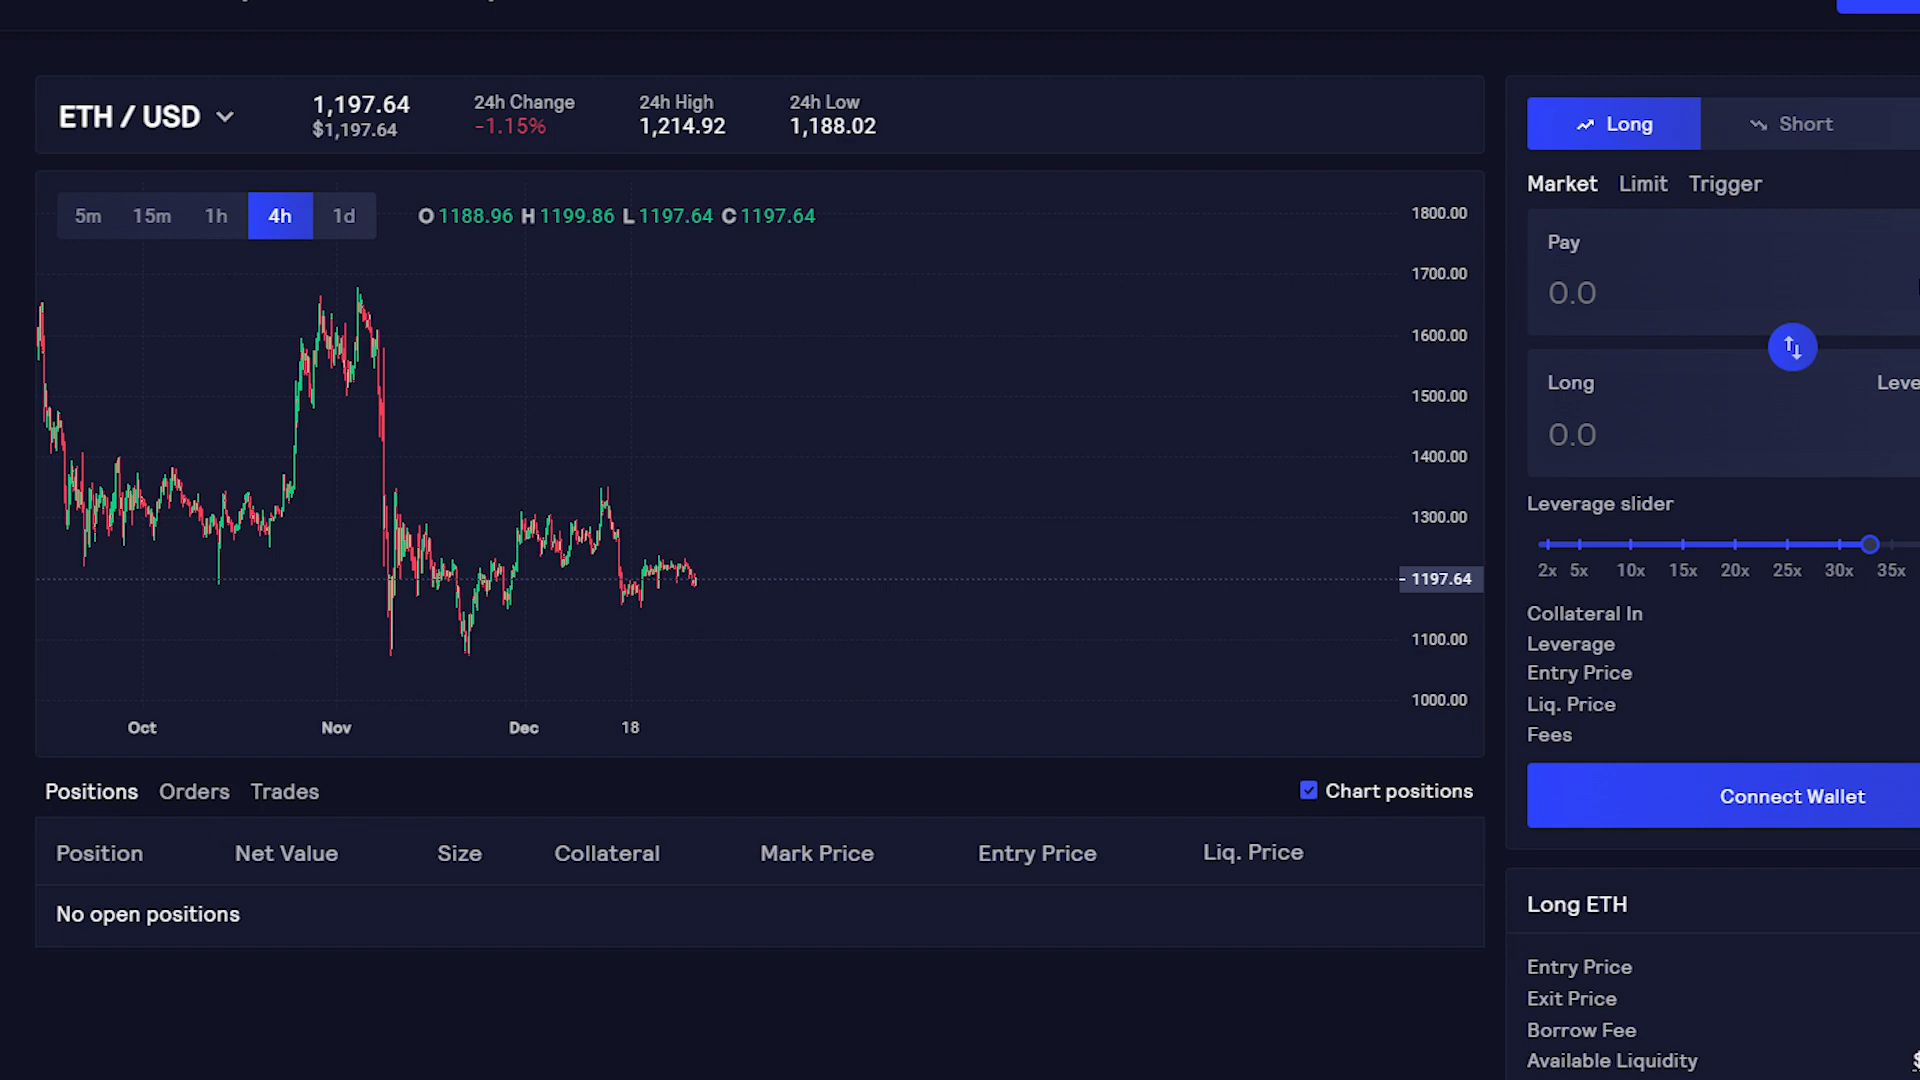 ETH / USD
1,197.64
$1,197.64
24h Change
-1.15%
24h High
1,214.92
24h Low
1,188.02
5m 15m 1h 4h 1d
O 1188.96 H 1199.86 L 1197.64 C 1197.64
1800.00
1700.00
1600.00
1500.00
1400.00
1300.00
1197.64
1100.00
1000.00
Oct Nov Dec 18
Positions Orders Trades
Chart positions
Position Net Value Size Collateral Mark Price Entry Price Liq. Price
No open positions
Long Short
Market Limit Trigger
Pay
0.0
Long Leve
0.0
Leverage slider
2x 5x 10x 15x 20x 25x 30x 35x
Collateral In
Leverage
Entry Price
Liq. Price
Fees
Connect Wallet
Long ETH
Entry Price
Exit Price
Borrow Fee
Available Liquidity $